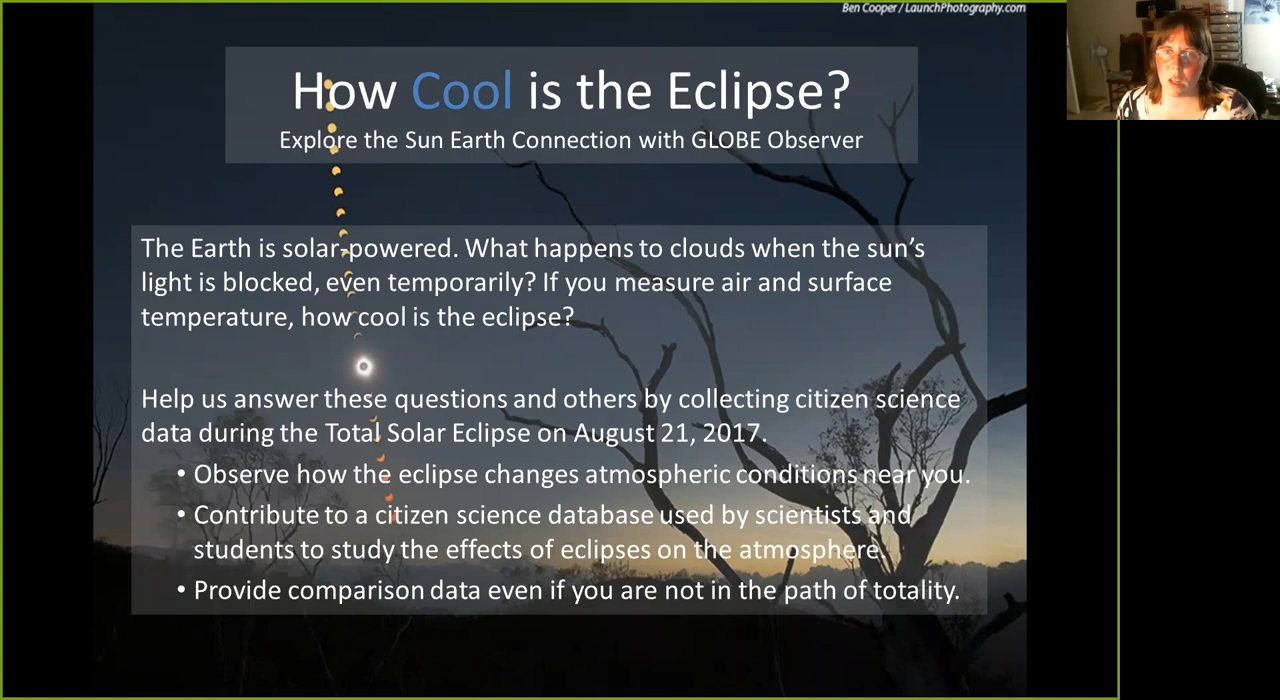 Ben Cooper / LaunchPhotography.com
How Cool is the Eclipse?
Explore the Sun Earth Connection with GLOBE Observer
The Earth is solar-powered. What happens to clouds when the sun’s
light is blocked, even temporarily? If you measure air and surface
temperature, how cool is the eclipse?
Help us answer these questions and others by collecting citizen science
data during the Total Solar Eclipse on August 21, 2017.
• Observe how the eclipse changes atmospheric conditions near you.
• Contribute to a citizen science database used by scientists and
students to study the effects of eclipses on the atmosphere.
• Provide comparison data even if you are not in the path of totality.